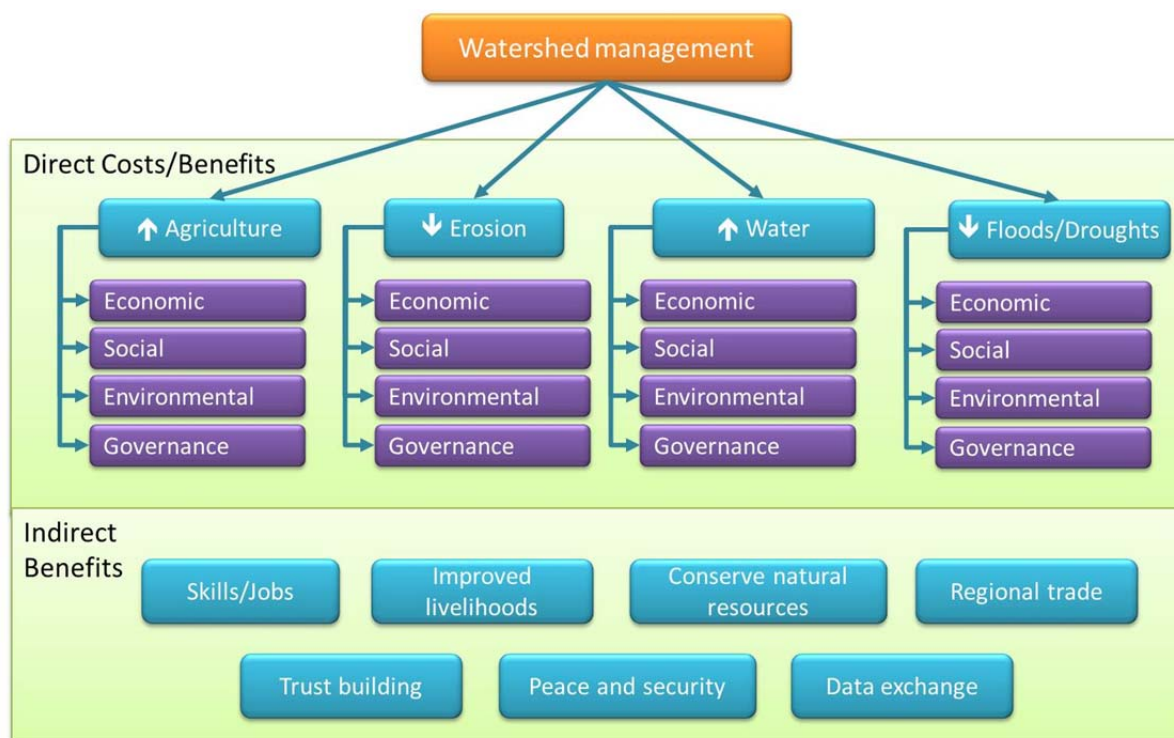 Watershed management
Direct Costs/Benefits
↑ Agriculture
Economic
Social
Environmental
Governance
↓ Erosion
Economic
Social
Environmental
Governance
↑ Water
Economic
Social
Environmental
Governance
↓ Floods/Droughts
Economic
Social
Environmental
Governance
Indirect
Benefits
Skills/Jobs
Improved
livelihoods
Conserve natural
resources
Regional trade
Trust building
Peace and security
Data exchange